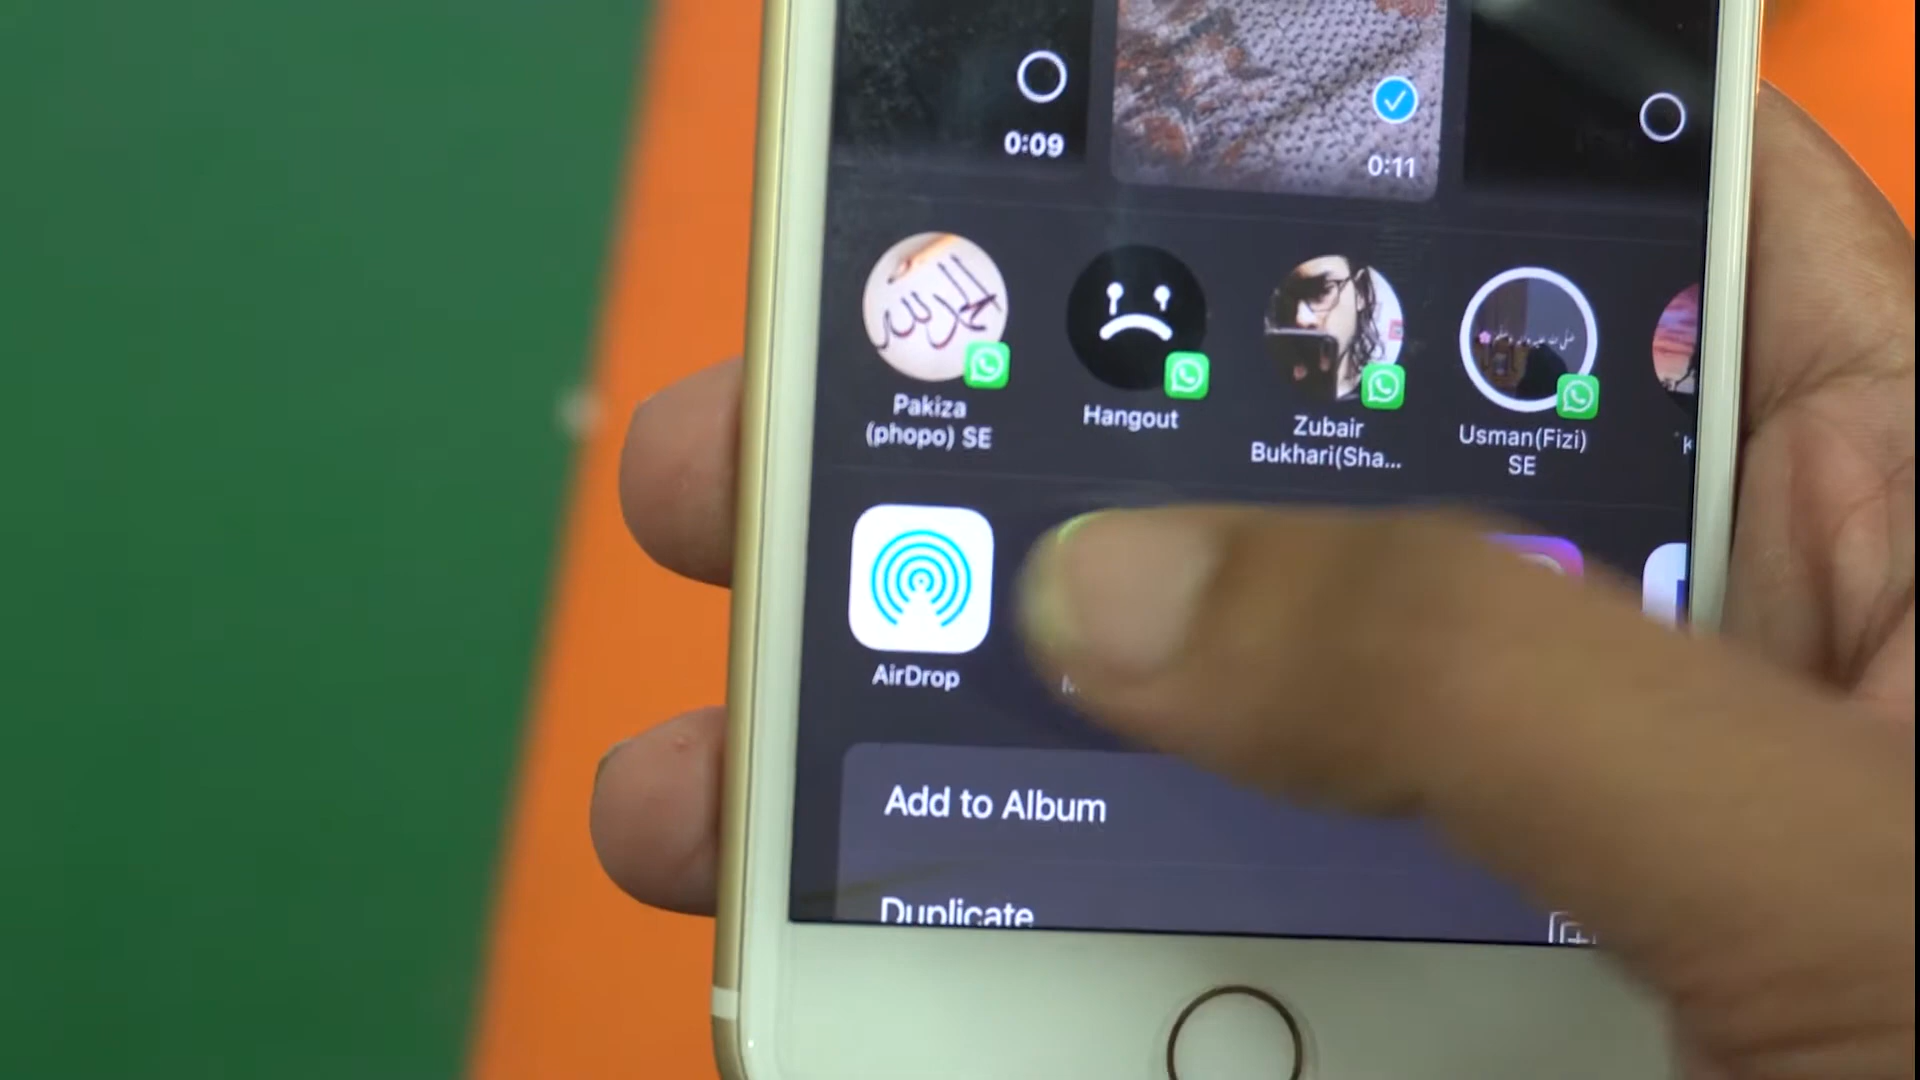 0:09
0:11
الحمدلله
Pakiza
(phopo) SE
Hangout
Zubair
Bukhari(Sha...
Usman(Fizi)
SE
AirDrop
Add to Album
Duplicate